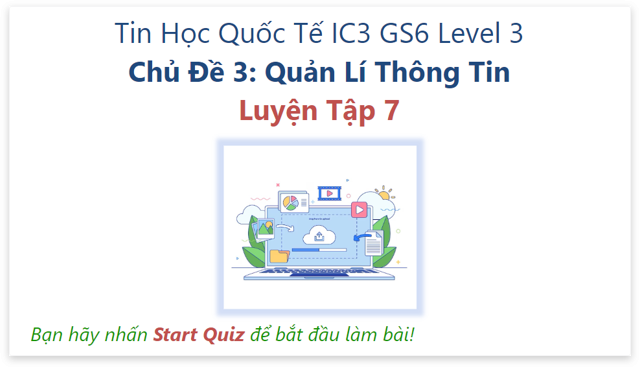 Tin Học Quốc Tế IC3 GS6 Level 3
Chủ Đề 3: Quản Lí Thông Tin
Luyện Tập 7
Bạn hãy nhấn Start Quiz để bắt đầu làm bài!